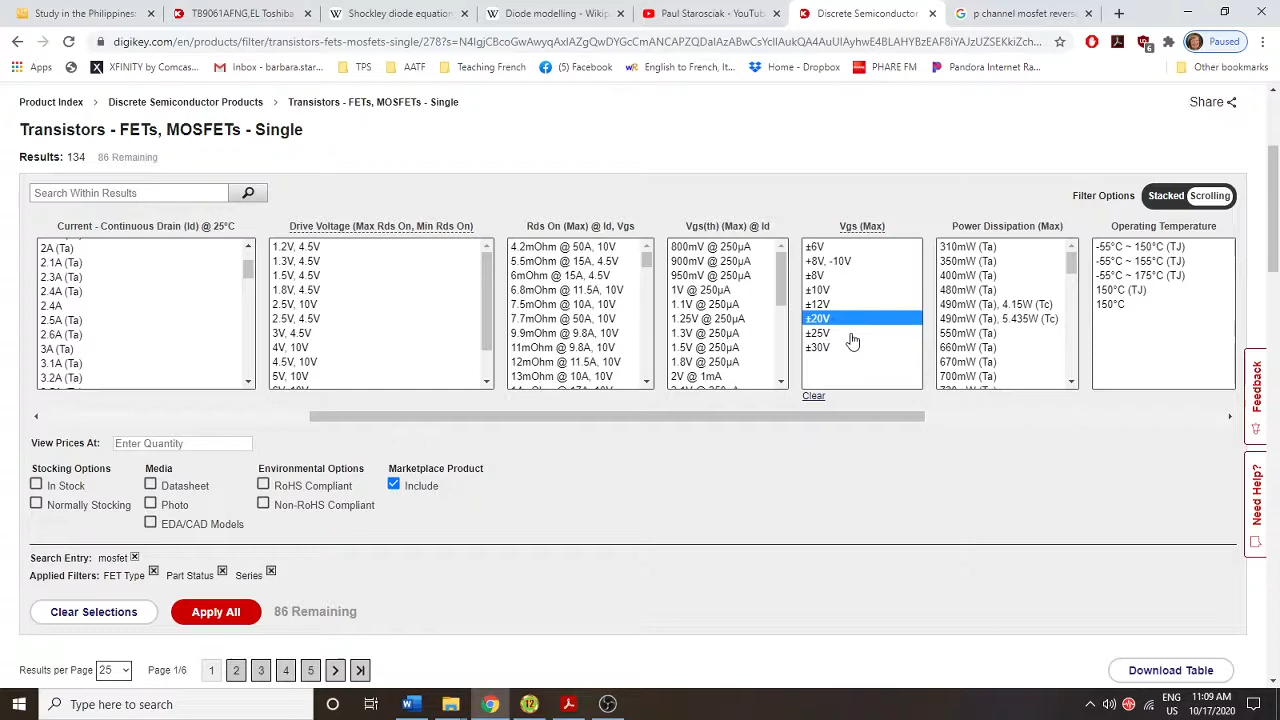 Study in the Philippines
TB9061AFNG,EL Toshiba
Shockley diode equation
Diode modelling - Wikip
Paul Staroscin - YouTub
Discrete Semiconductor
p channel mosfet revers
digikey.com/en/products/filter/transistors-fets-mosfets-single/278?s=
Paused
Apps
XFINITY by Comcas...
Inbox - barbara.star...
TPS
AATF
Teaching French
(5) Facebook
English to French, It...
Home - Dropbox
PHARE FM
Pandora Internet Ra...
Other bookmarks
Product Index > Discrete Semiconductor Products > Transistors - FETs, MOSFETs - Single
Share
Transistors - FETs, MOSFETs - Single
Results: 134 86 Remaining
Search Within Results
Filter Options Stacked Scrolling
Current - Continuous Drain (Id) @ 25°C
2A (Ta)
2.1A (Ta)
2.3A (Ta)
2.4A (Ta)
2.4A
2.5A (Ta)
2.6A (Ta)
3A (Ta)
3.1A (Ta)
3.2A (Ta)
Drive Voltage (Max Rds On, Min Rds On)
1.2V, 4.5V
1.3V, 4.5V
1.5V, 4.5V
1.8V, 4.5V
2.5V, 10V
2.5V, 4.5V
3V, 4.5V
4V, 10V
4.5V, 10V
5V, 10V
6V, 10V
Rds On (Max) @ Id, Vgs
4.2mOhm @ 50A, 10V
5.5mOhm @ 15A, 4.5V
6mOhm @ 15A, 4.5V
6.8mOhm @ 11.5A, 10V
7.5mOhm @ 10A, 10V
7.7mOhm @ 50A, 10V
9.9mOhm @ 9.8A, 10V
11mOhm @ 9.8A, 10V
12mOhm @ 11.5A, 10V
13mOhm @ 10A, 10V
Vgs(th) (Max) @ Id
800mV @ 250µA
900mV @ 250µA
950mV @ 250µA
1V @ 250µA
1.1V @ 250µA
1.25V @ 250µA
1.3V @ 250µA
1.5V @ 250µA
1.8V @ 250µA
2V @ 1mA
Vgs (Max)
±6V
+8V, -10V
±8V
±10V
±12V
±20V
±25V
±30V
Clear
Power Dissipation (Max)
310mW (Ta)
350mW (Ta)
400mW (Ta)
480mW (Ta)
490mW (Ta), 4.15W (Tc)
490mW (Ta), 5.435W (Tc)
550mW (Ta)
660mW (Ta)
670mW (Ta)
700mW (Ta)
Operating Temperature
-55°C ~ 150°C (TJ)
-55°C ~ 155°C (TJ)
-55°C ~ 175°C (TJ)
150°C (TJ)
150°C
Feedback
Need Help?
View Prices At: Enter Quantity
Stocking Options Media Environmental Options Marketplace Product
In Stock Datasheet RoHS Compliant Include
Normally Stocking Photo Non-RoHS Compliant
EDA/CAD Models
Search Entry: mosfet
Applied Filters: FET Type Part Status Series
Clear Selections Apply All 86 Remaining
Results per Page 25 Page 1/6 1 2 3 4 5
Download Table
Type here to search
ENG 11:09 AM
US 10/17/2020